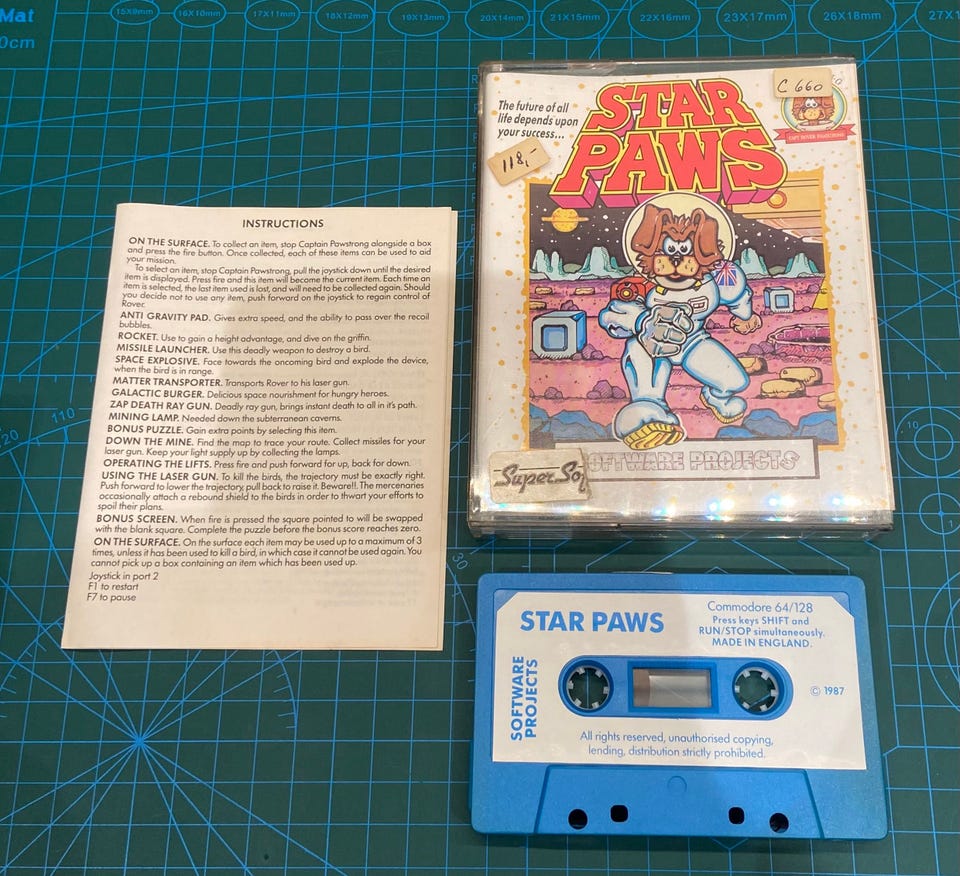 Mat
0cm
15X9mm
16X10mm
17X11mm
18X12mm
19X13mm
20X14mm
21X15mm
22X16mm
23X17mm
26X18mm
27X1
110
120
30
INSTRUCTIONS
ON THE SURFACE. To collect an item, stop Captain Pawstrong alongside a box
and press the fire button. Once collected, each of these items can be used to aid
your mission.
To select an item, stop Captain Pawstrong, pull the joystick down until the desired
item is displayed. Press fire and this item will become the current item. Each time an
item is selected, the last item used is lost, and will need to be collected again. Should
you decide not to use any item, push forward on the joystick to regain control of
Rover.
ANTI GRAVITY PAD. Gives extra speed, and the ability to pass over the recoil
bubbles.
ROCKET. Use to gain a height advantage, and dive on the griffin.
MISSILE LAUNCHER. Use this deadly weapon to destroy a bird.
SPACE EXPLOSIVE. Face towards the oncoming bird and explode the device,
when the bird is in range.
MATTER TRANSPORTER. Transports Rover to his laser gun.
GALACTIC BURGER. Delicious space nourishment for hungry heroes.
ZAP DEATH RAY GUN. Deadly ray gun, brings instant death to all in it's path.
MINING LAMP. Needed down the subterranean caverns.
BONUS PUZZLE. Gain extra points by selecting this item.
DOWN THE MINE. Find the map to trace your route. Collect missiles for your
laser gun. Keep your light supply up by collecting the lamps.
OPERATING THE LIFTS. Press fire and push forward for up, back for down.
USING THE LASER GUN. To kill the birds, the trajectory must be exactly right.
Push forward to lower the trajectory, pull back to raise it. Beware!!. The mercenaries
occasionally attach a rebound shield to the birds in order to thwart your efforts to
spoil their plans.
BONUS SCREEN. When fire is pressed the square pointed to will be swapped
with the blank square. Complete the puzzle before the bonus score reaches zero.
ON THE SURFACE. On the surface each item may be used up to a maximum of 3
times, unless it has been used to kill a bird, in which case it cannot be used again. You
cannot pick up a box containing an item which has been used up.
Joystick in port 2
F1 to restart
F7 to pause
The future of all
life depends upon
your success...
STAR
PAWS
C 660
118,-
CAPT ROVER PAWSTRONG
Super Sof
OFTWARE PROJECTS
STAR PAWS
Commodore 64/128
Press keys SHIFT and
RUN/STOP simultaneously.
MADE IN ENGLAND.
SOFTWARE
PROJECTS
© 1987
All rights reserved, unauthorised copying,
lending, distribution strictly prohibited.